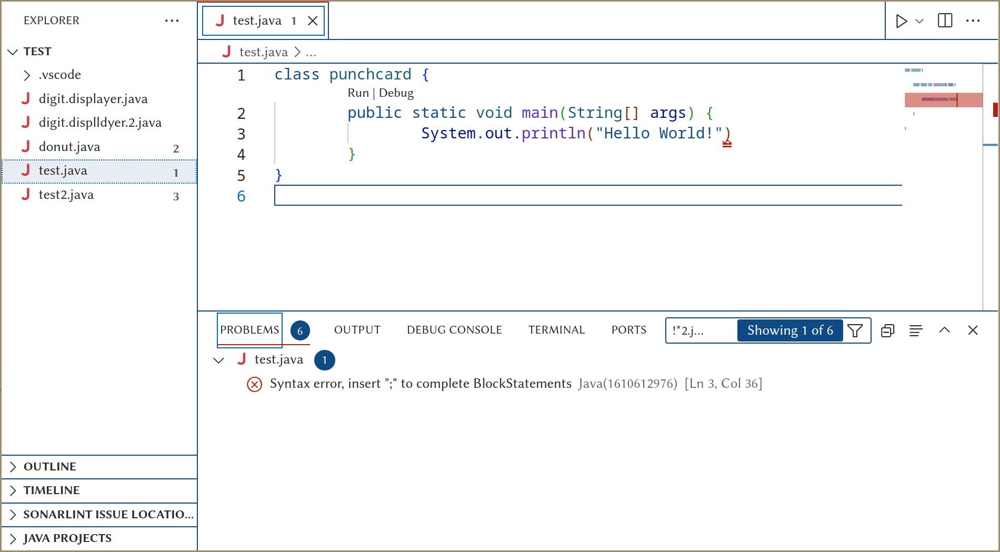 EXPLORER
TEST
.vscode
digit.displayer.java
digit.displldyer.2.java
donut.java 2
test.java 1
test2.java 3
OUTLINE
TIMELINE
SONARLINT ISSUE LOCATIO...
JAVA PROJECTS
test.java 1
test.java > ...
1 class punchcard {
Run | Debug
2 public static void main(String[] args) {
3 System.out.println("Hello World!")
4 }
5 }
6
PROBLEMS 6 OUTPUT DEBUG CONSOLE TERMINAL PORTS !*2.j... Showing 1 of 6
test.java 1
Syntax error, insert ";" to complete BlockStatements Java(1610612976) [Ln 3, Col 36]